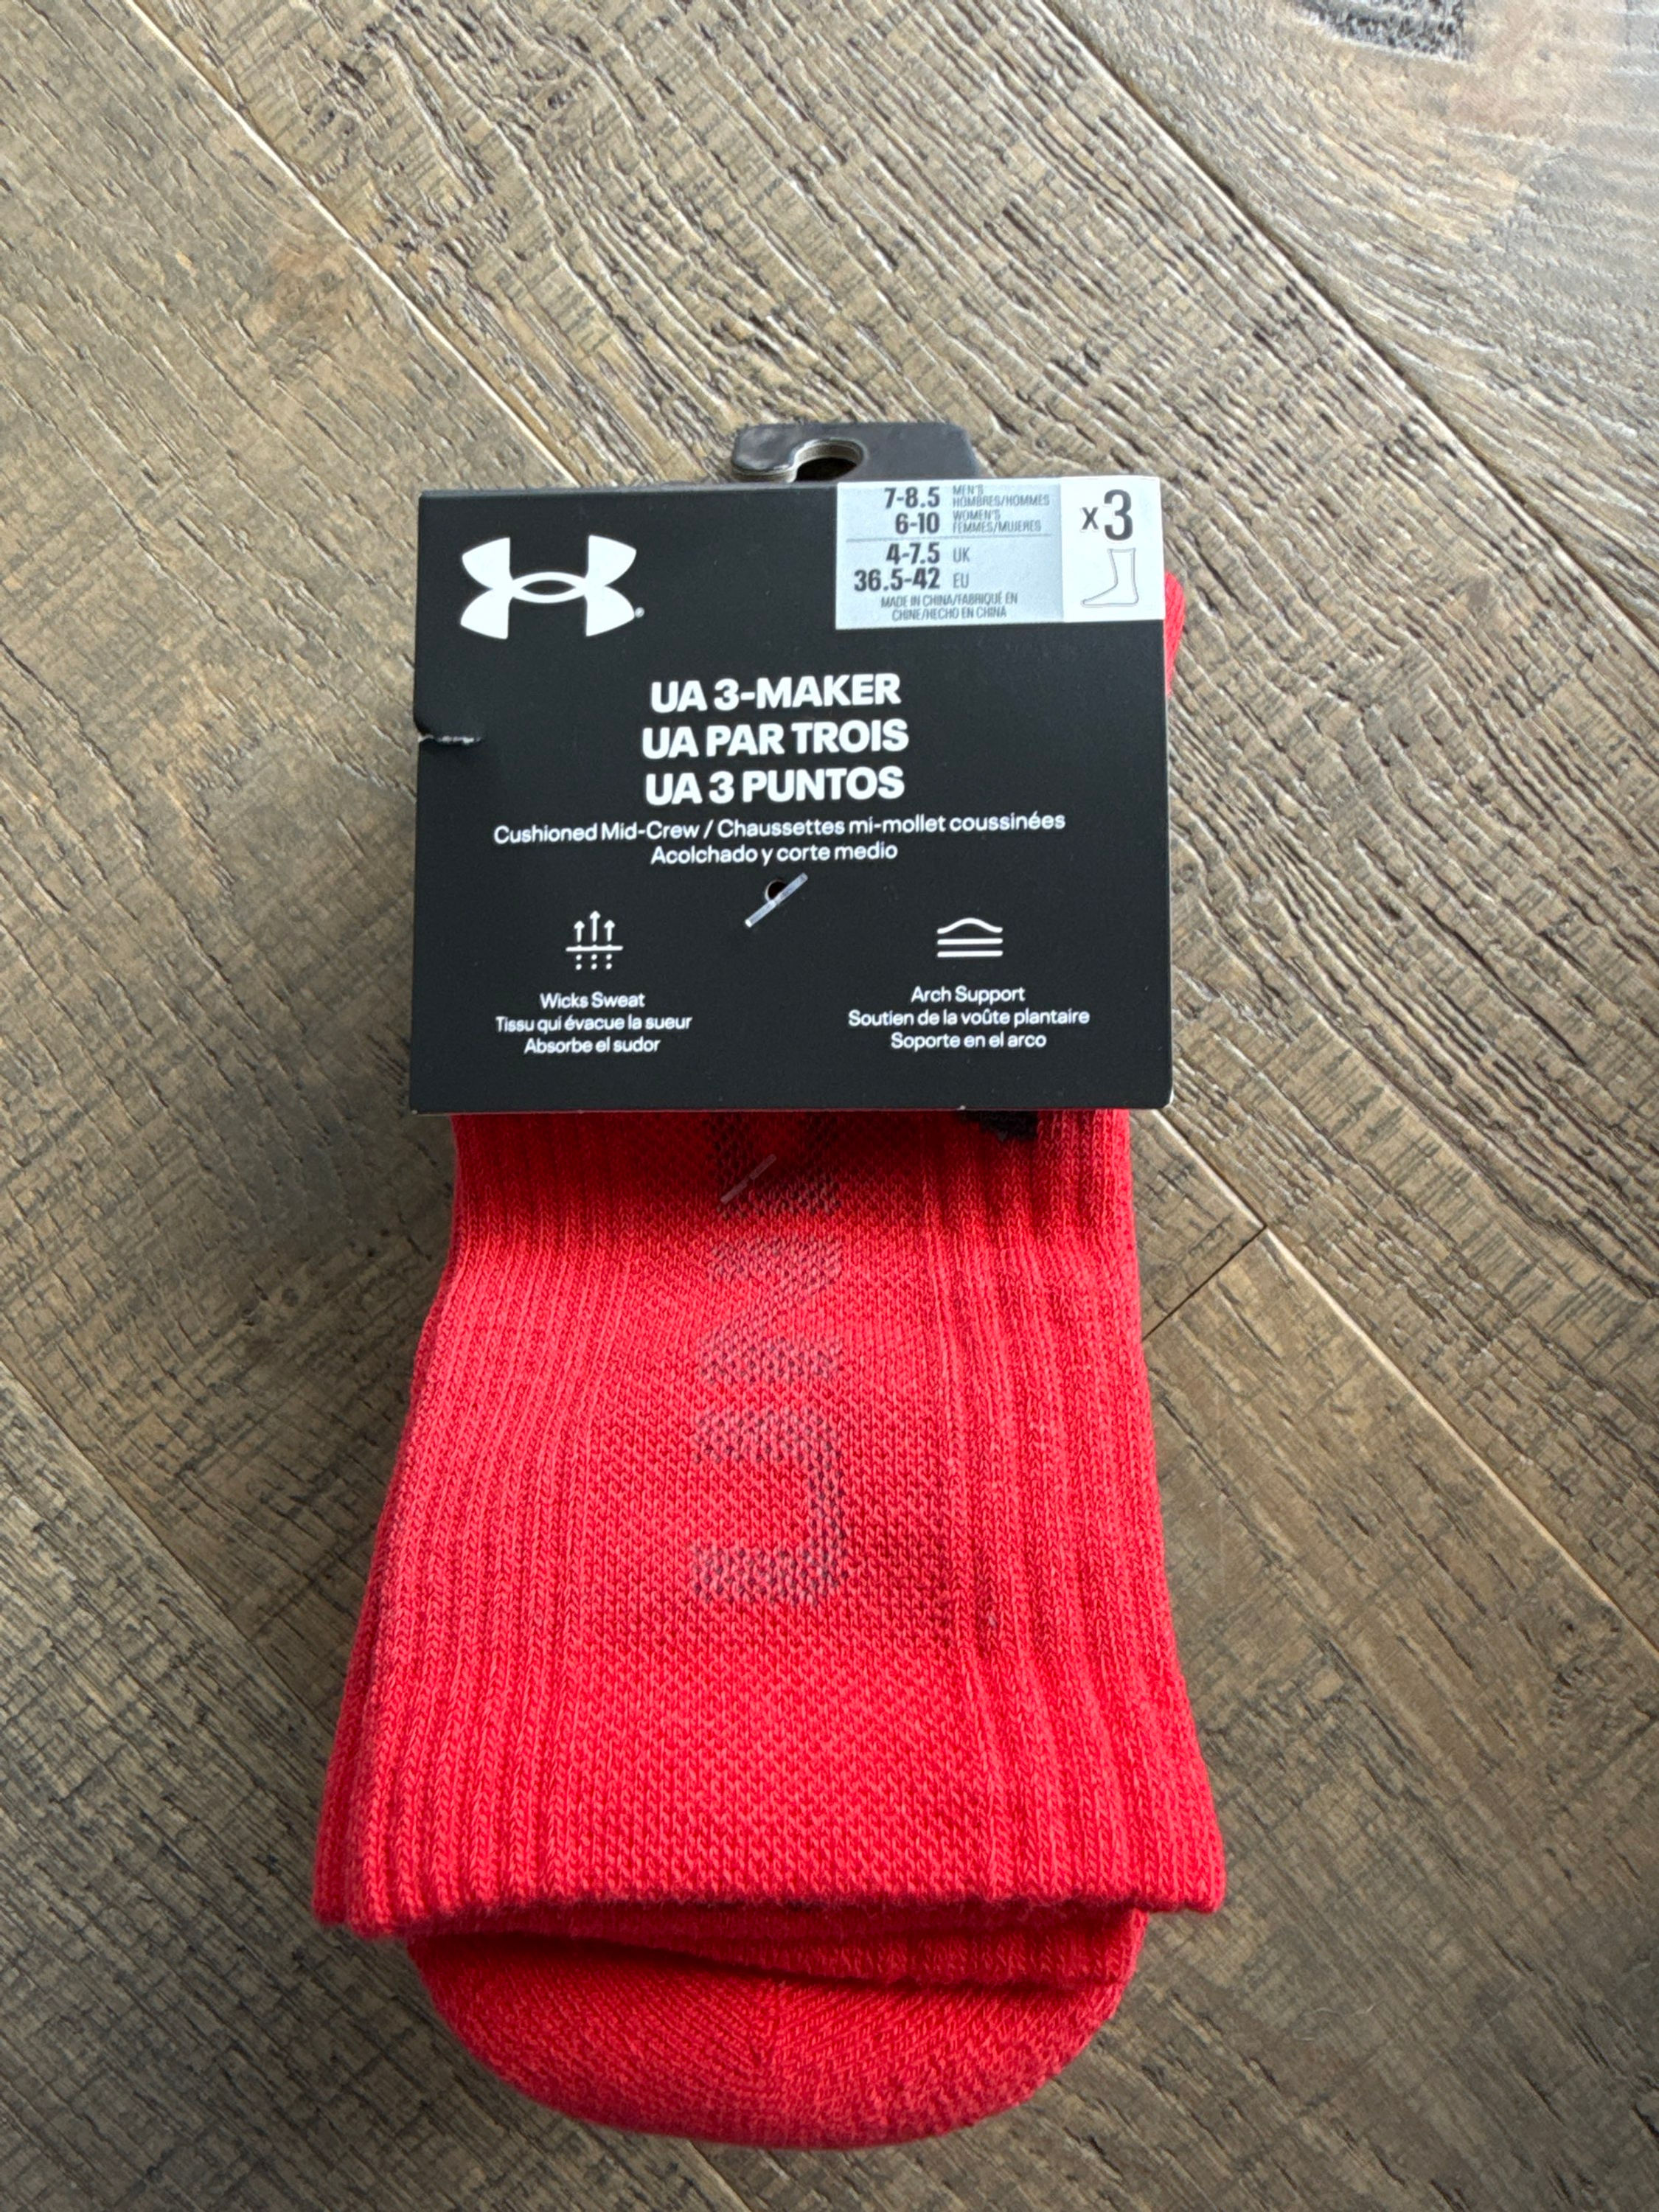 7-8.5 MEN'S
HOMBRES/HOMMES
6-10 WOMEN'S
FEMMES/MUJERES
4-7.5 UK
36.5-42 EU
MADE IN CHINA/FABRIQUÉ EN
CHINE/HECHO EN CHINA
x3
UA 3-MAKER
UA PAR TROIS
UA 3 PUNTOS
Cushioned Mid-Crew / Chaussettes mi-mollet coussinées
Acolchado y corte medio
Wicks Sweat
Tissu qui évacue la sueur
Absorbe el sudor
Arch Support
Soutien de la voûte plantaire
Soporte en el arco